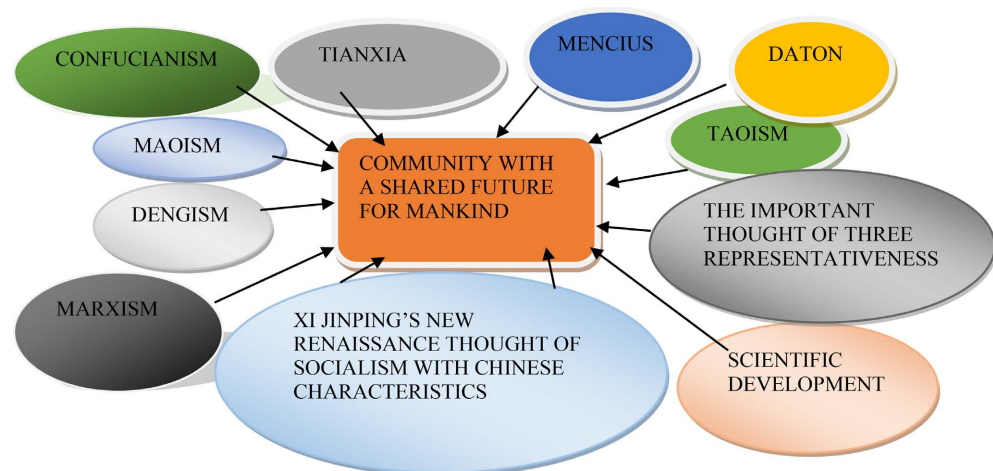 CONFUCIANISM
TIANXIA
MENCIUS
DATON
TAOISM
MAOISM
COMMUNITY WITH
A SHARED FUTURE
FOR MANKIND
DENGISM
THE IMPORTANT
THOUGHT OF THREE
REPRESENTATIVENESS
MARXISM
XI JINPING’S NEW
RENAISSANCE THOUGHT OF
SOCIALISM WITH CHINESE
CHARACTERISTICS
SCIENTIFIC
DEVELOPMENT